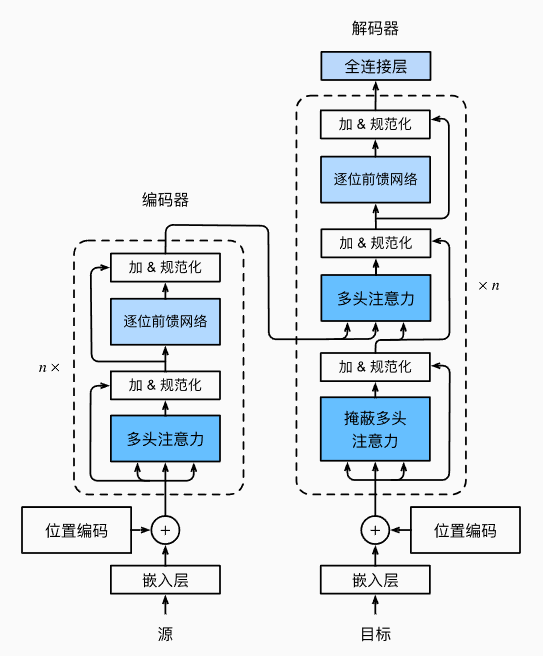 解码器
全连接层
加 & 规范化
逐位前馈网络
加 & 规范化
多头注意力
加 & 规范化
掩蔽多头
注意力
× n
编码器
加 & 规范化
逐位前馈网络
加 & 规范化
多头注意力
n ×
位置编码
+
嵌入层
源
+
位置编码
嵌入层
目标